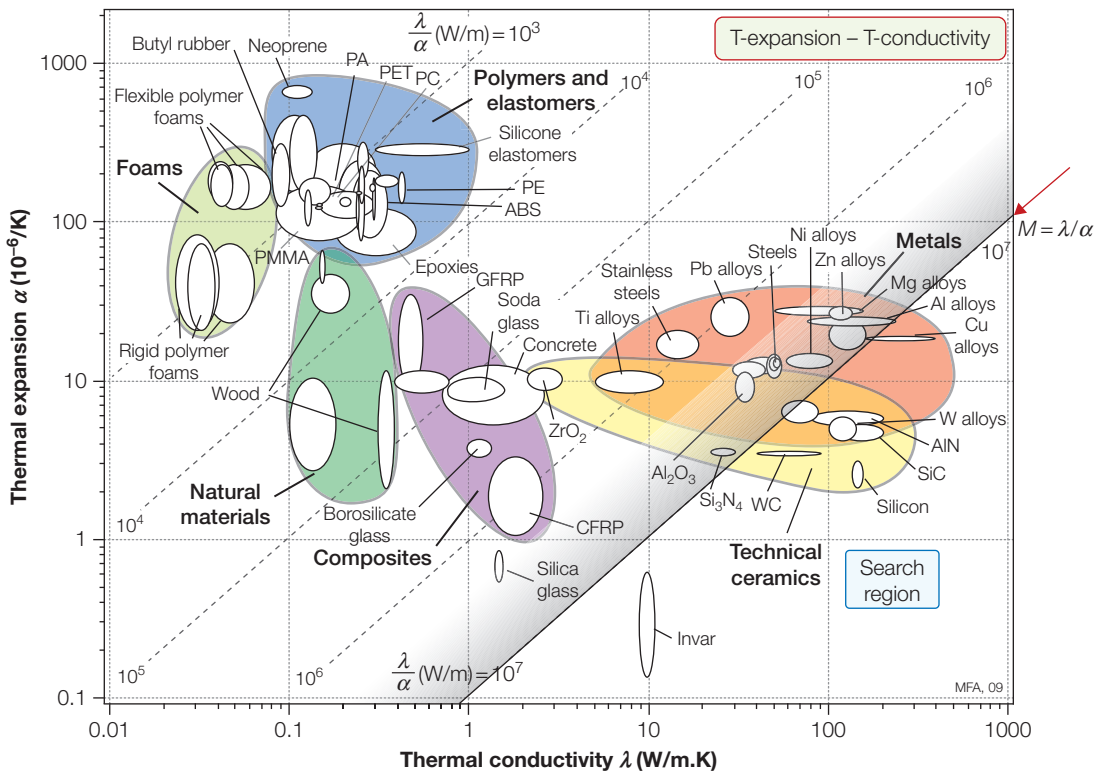 λ/α (W/m) = 10³
T-expansion – T-conductivity
Butyl rubber
Neoprene
PA
PET
PC
Polymers and
elastomers
10⁴
10⁵
10⁶
1000
Flexible polymer
foams
Silicone
elastomers
Foams
PE
ABS
100
M = λ/α
10⁷
PMMA
Epoxies
Metals
Ni alloys
Steels
Zn alloys
Mg alloys
Al alloys
Cu
alloys
Pb alloys
Stainless
steels
Ti alloys
GFRP
Soda
glass
Concrete
Rigid polymer
foams
Wood
10
ZrO₂
W alloys
AlN
SiC
Al₂O₃
Si₃N₄
WC
Silicon
Natural
materials
Borosilicate
glass
Composites
CFRP
Technical
ceramics
Search
region
10⁴
1
Silica
glass
Invar
10⁵
10⁶
λ/α (W/m) = 10⁷
MFA, 09
0.1
0.01
0.1
1
10
100
1000
Thermal expansion α (10⁻⁶/K)
Thermal conductivity λ (W/m.K)